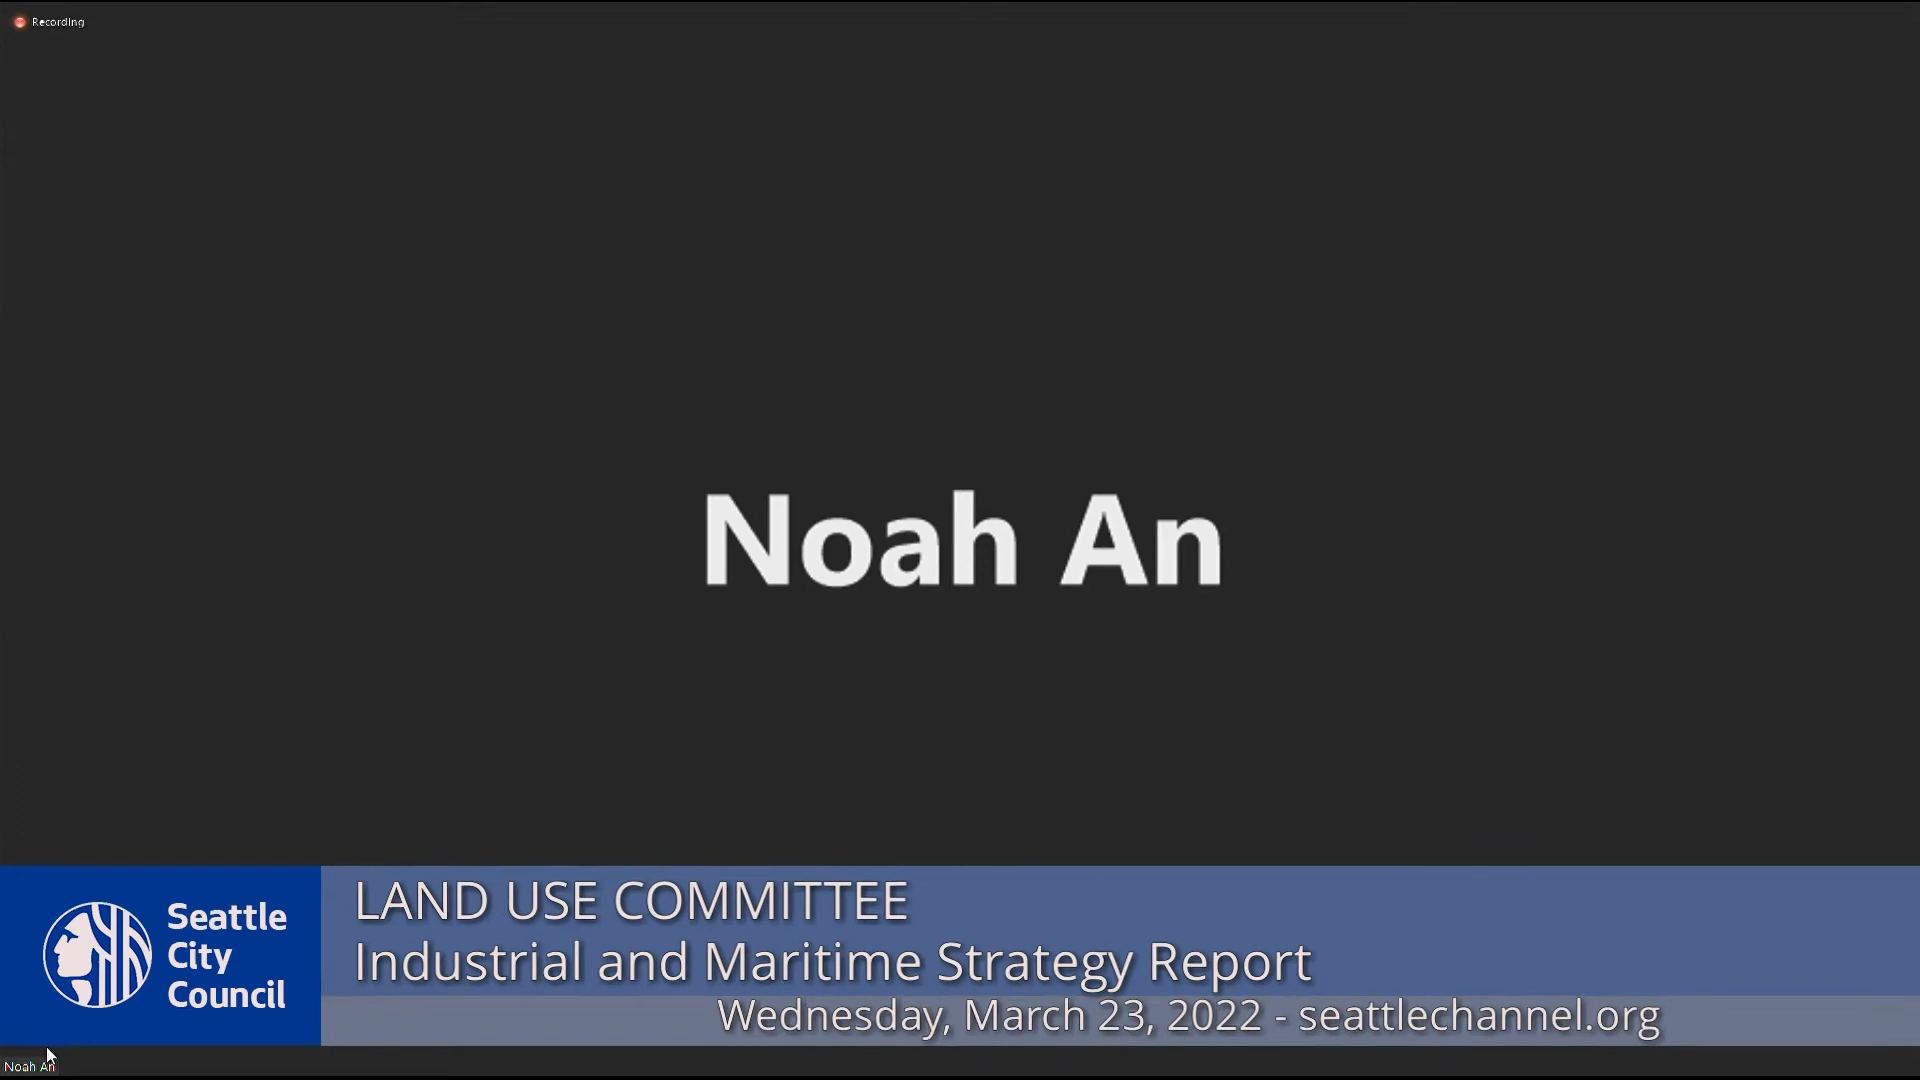 Recording
Noah An
Seattle
City
Council
LAND USE COMMITTEE
Industrial and Maritime Strategy Report
Wednesday, March 23, 2022 - seattlechannel.org
Noah An